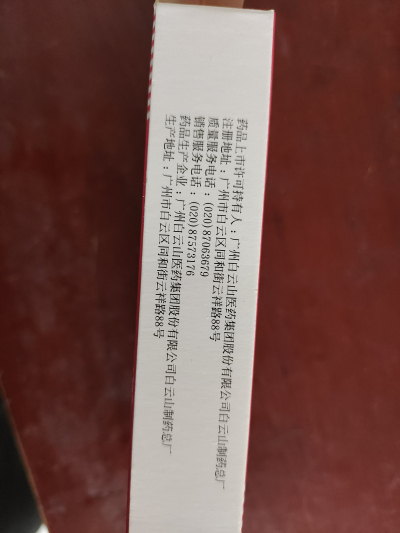 药品上市许可持有人：广州白云山医药集团股份有限公司白云山制药总厂
注册地址：广州市白云区同和街云祥路88号
质量服务电话：(020)87063679
销售服务电话：(020)87573176
药品生产企业：广州白云山医药集团股份有限公司白云山制药总厂
生产地址：广州市白云区同和街云祥路88号